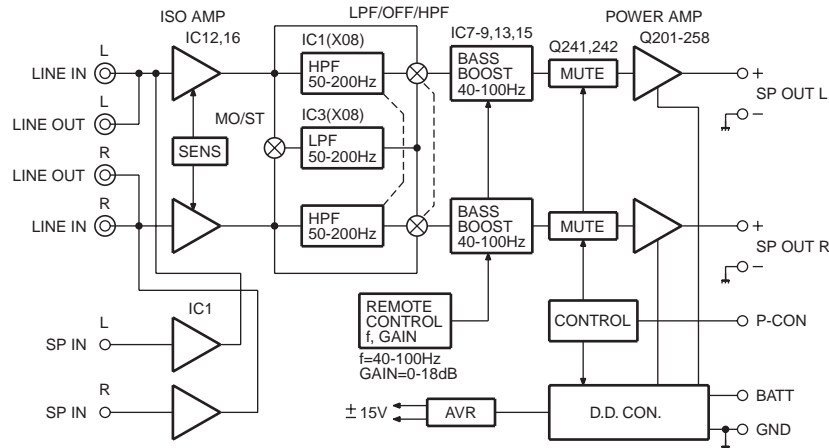 ISO AMP
LPF/OFF/HPF
POWER AMP
L
IC12,16
IC1(X08)
IC7-9,13,15
Q241,242
Q201-258
LINE IN
HPF
50-200Hz
BASS
BOOST
40-100Hz
MUTE
+
SP OUT L
−
L
LINE OUT
MO/ST
IC3(X08)
LPF
50-200Hz
SENS
R
LINE OUT
R
LINE IN
HPF
50-200Hz
BASS
BOOST
40-100Hz
MUTE
+
SP OUT R
−
IC1
L
SP IN
REMOTE
CONTROL
f, GAIN
f=40-100Hz
GAIN=0-18dB
CONTROL
P-CON
R
SP IN
±15V
AVR
D.D. CON.
BATT
GND